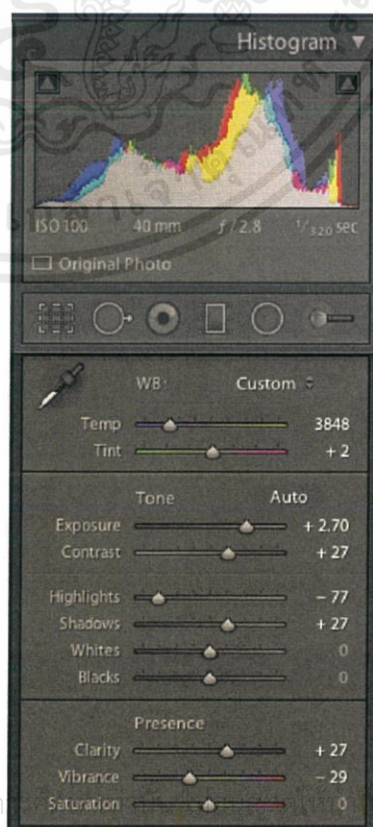 Histogram
ISO 100 40 mm f / 2.8 1/320 sec
Original Photo
WB: Custom
Temp 3848
Tint + 2
Tone Auto
Exposure + 2.70
Contrast + 27
Highlights - 77
Shadows + 27
Whites 0
Blacks 0
Presence
Clarity + 27
Vibrance - 29
Saturation 0